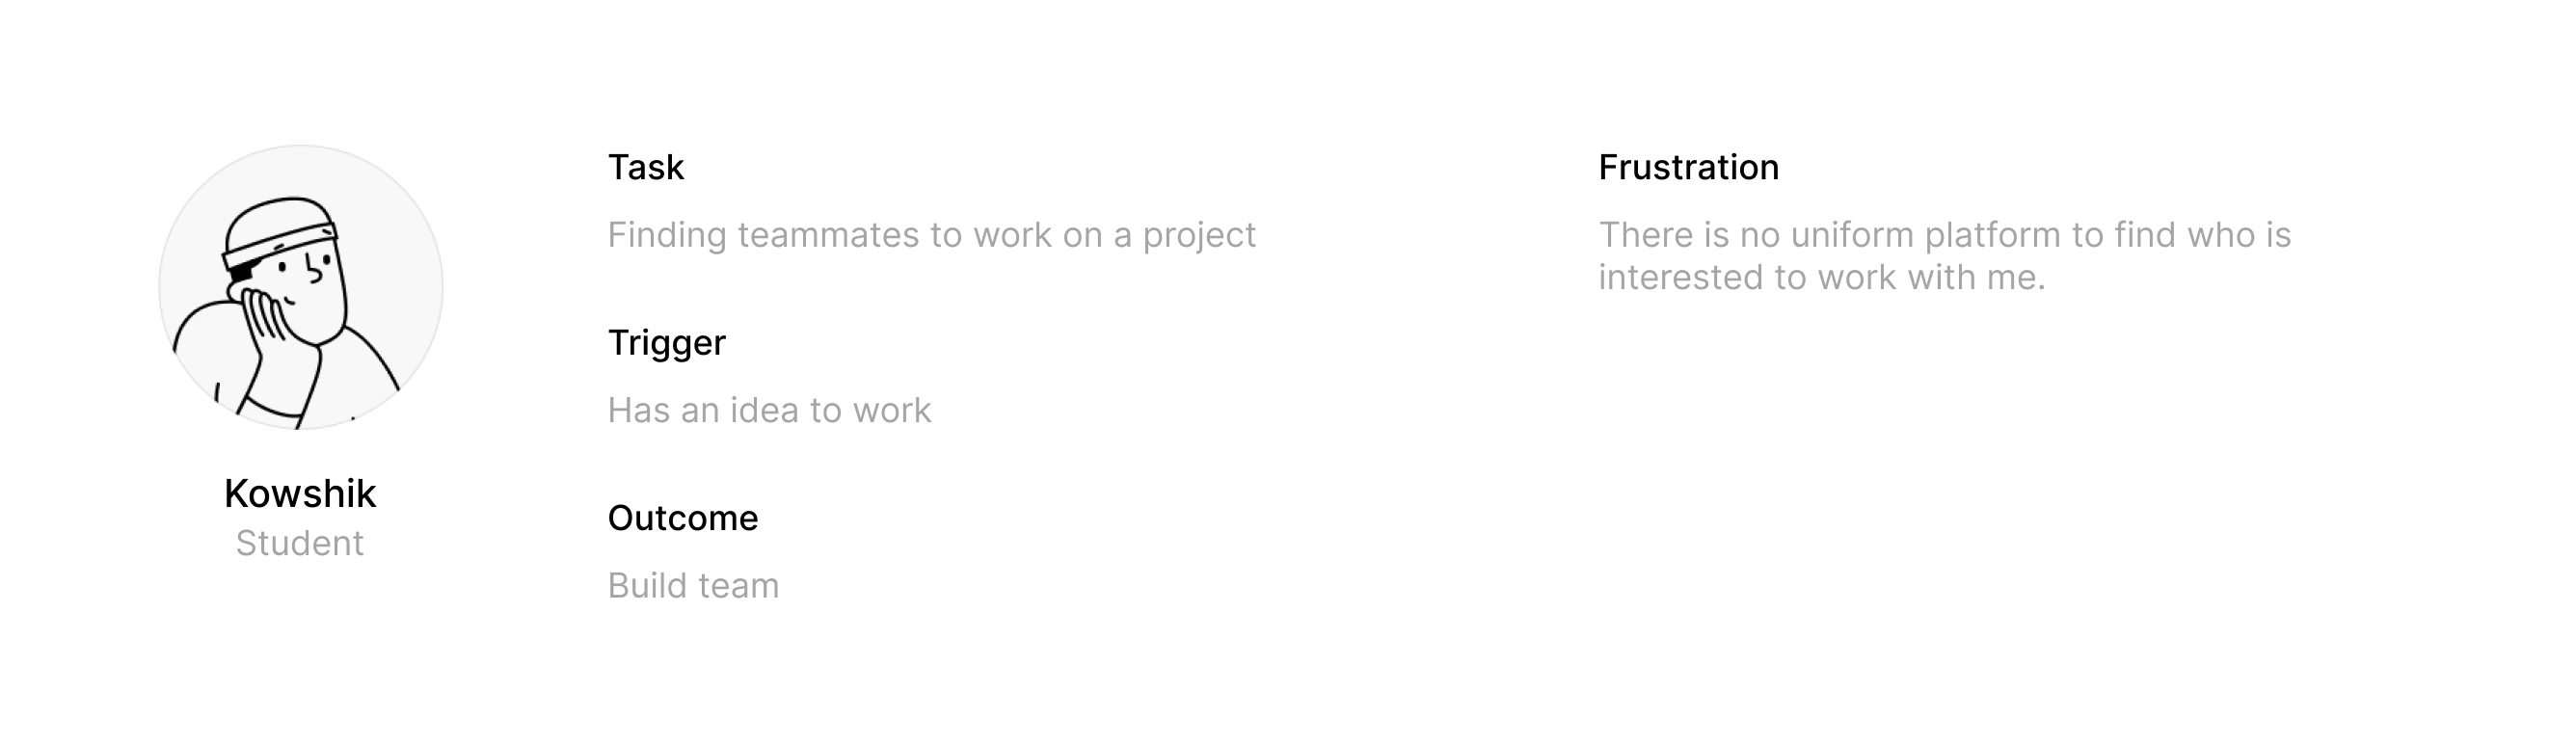 Kowshik
Student
Task
Finding teammates to work on a project
Trigger
Has an idea to work
Outcome
Build team
Frustration
There is no uniform platform to find who is
interested to work with me.